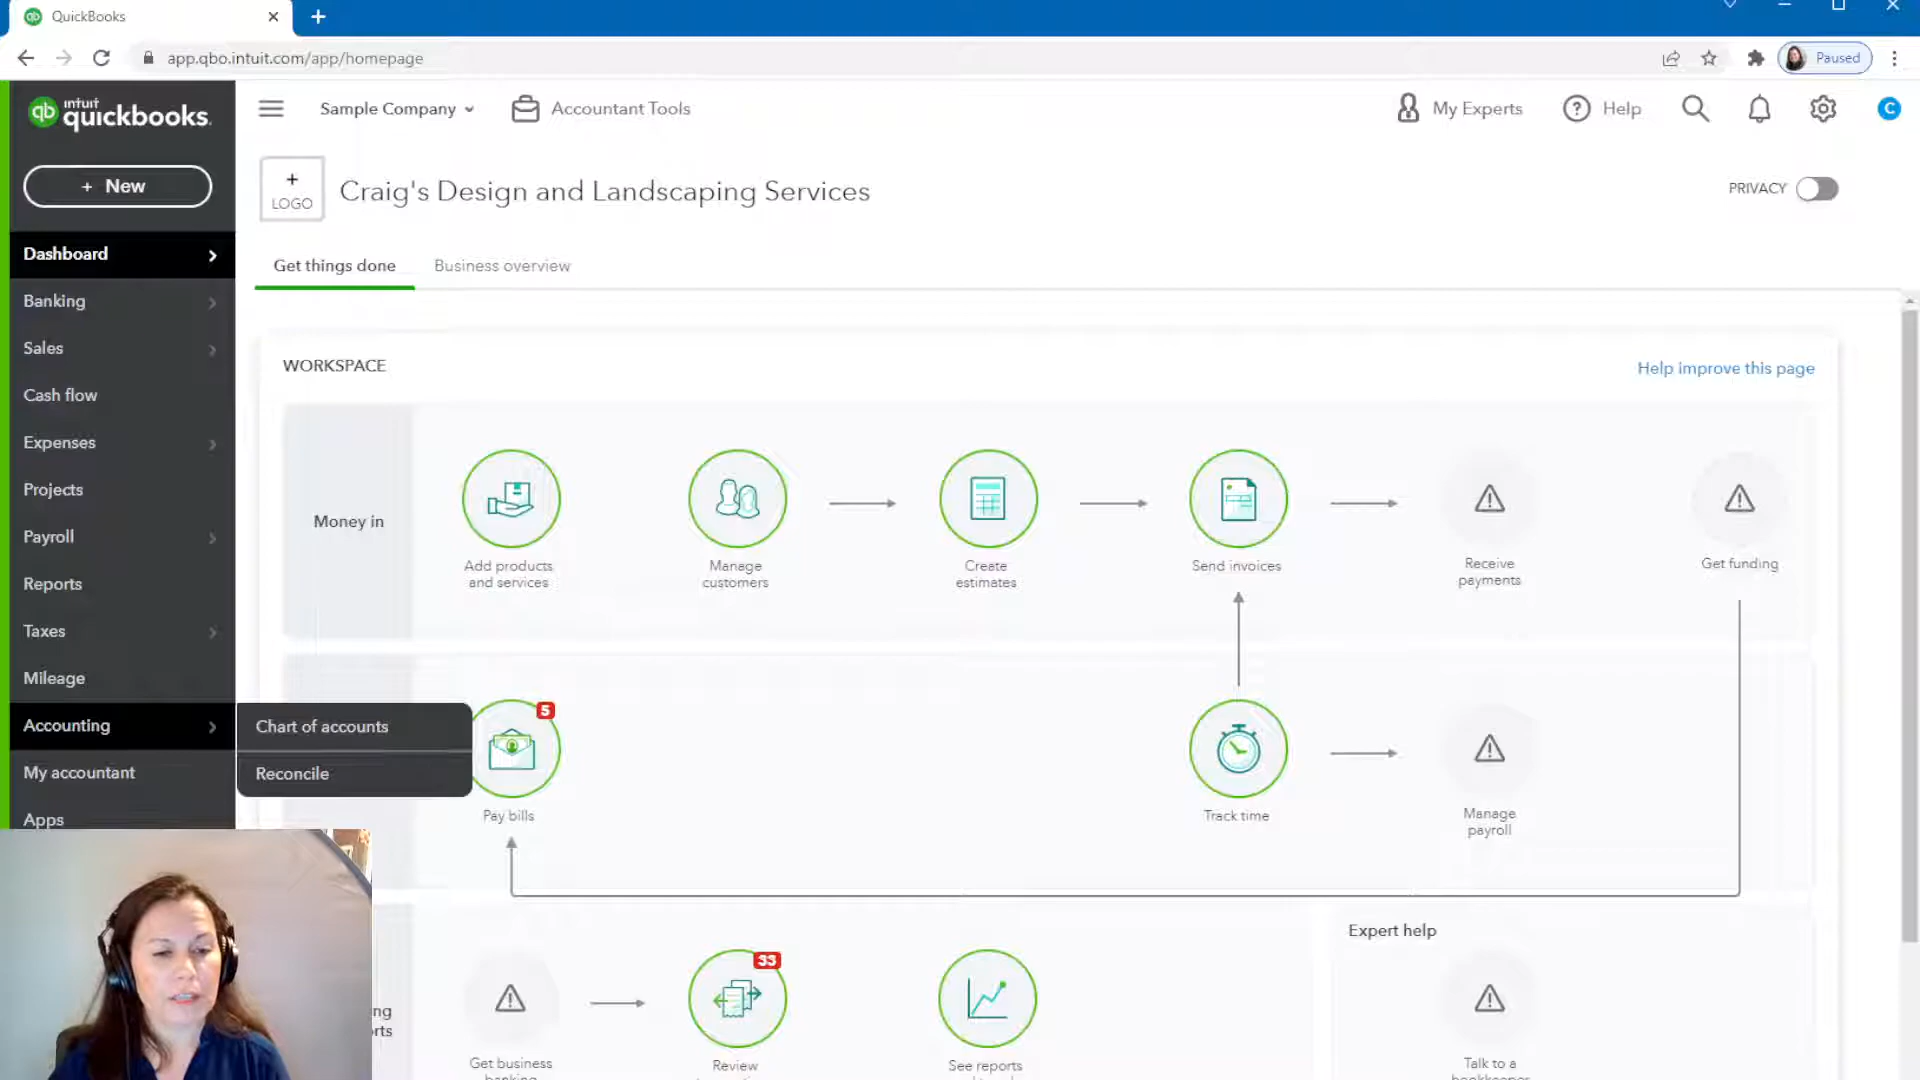 QuickBooks
app.qbo.intuit.com/app/homepage
Paused
qb intuit quickbooks.
Sample Company
Accountant Tools
My Experts
Help
C
+ New
+
LOGO
Craig's Design and Landscaping Services
PRIVACY
Dashboard
Banking
Sales
Cash flow
Expenses
Projects
Payroll
Reports
Taxes
Mileage
Accounting
My accountant
Apps
Chart of accounts
Reconcile
Get things done
Business overview
WORKSPACE
Help improve this page
Money in
Add products
and services
Manage
customers
Create
estimates
Send invoices
Receive
payments
Get funding
5
Pay bills
Track time
Manage
payroll
Expert help
33
ng
rts
Get business
Review
See reports
Talk to a
bookkeeper